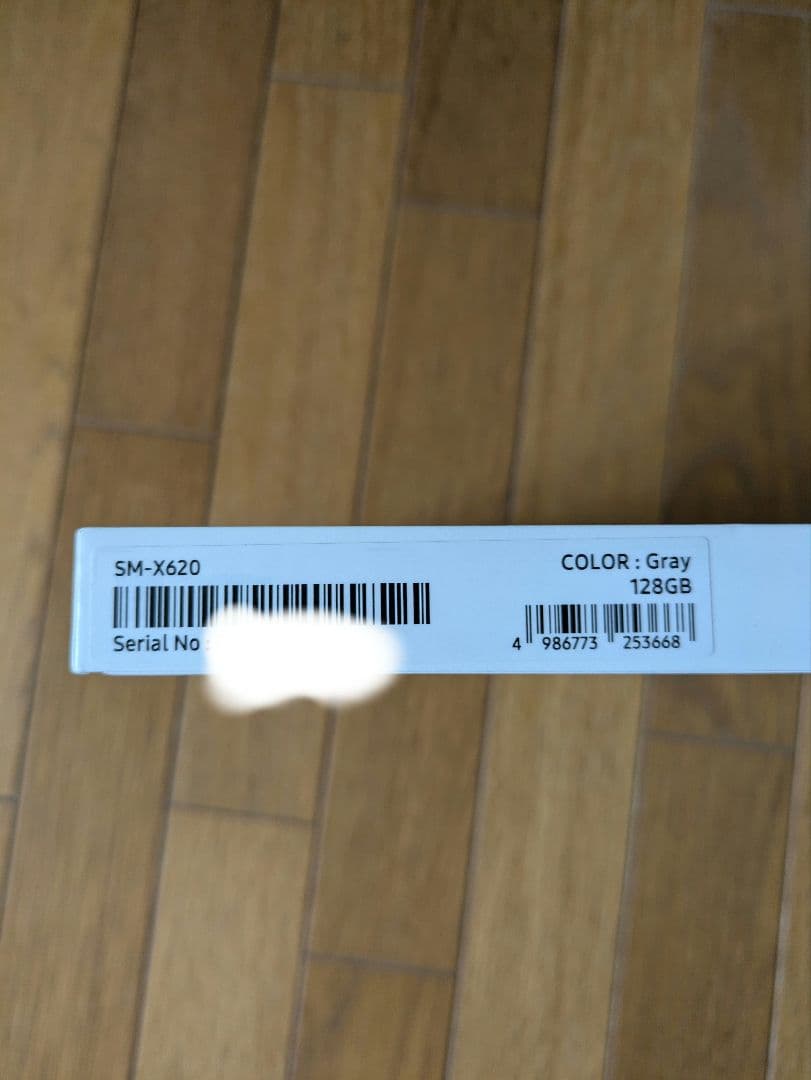 SM-X620
Serial No :
COLOR : Gray
128GB
4 986773 253668